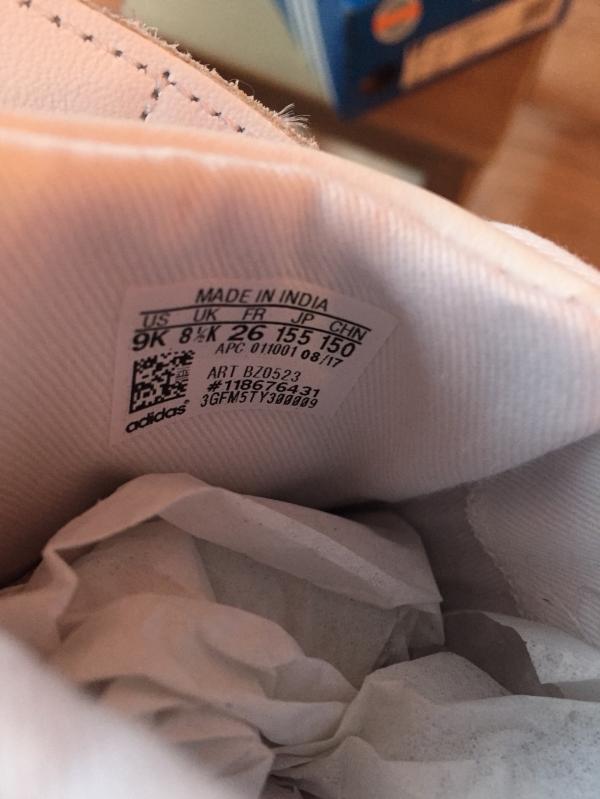 MADE IN INDIA
US UK FR JP CHN
9K 8½K 26 155 150
APC 011001 08/17
ART BZ0523
#118676431
3GFM5TY300009
adidas